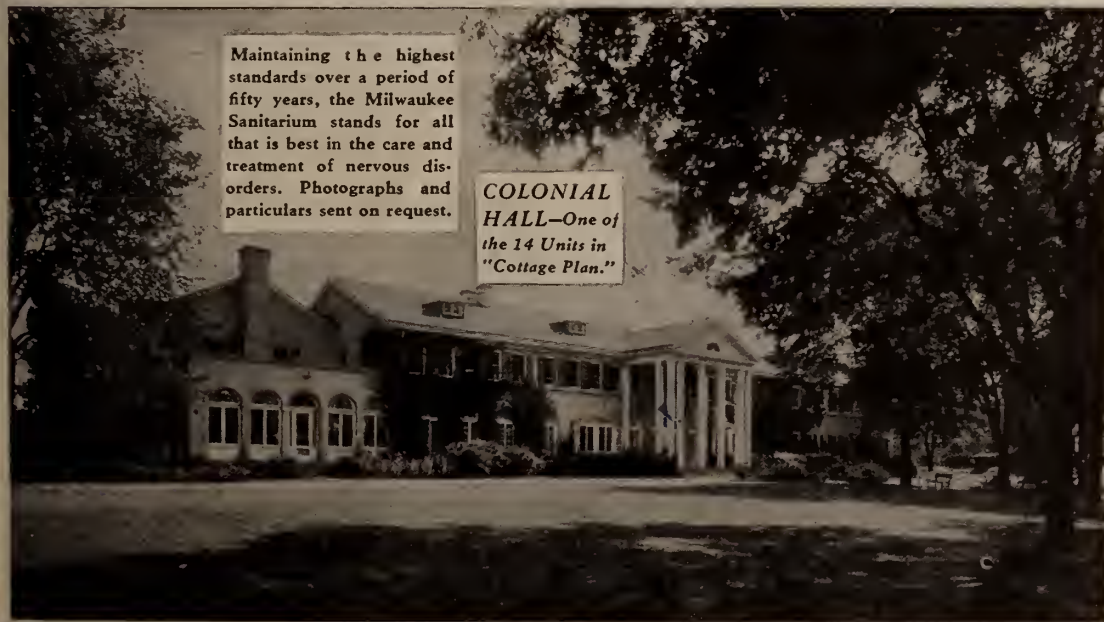 Maintaining the highest
standards over a period of
fifty years, the Milwaukee
Sanitarium stands for all
that is best in the care and
treatment of nervous dis-
orders. Photographs and
particulars sent on request.
COLONIAL
HALL—One of
the 14 Units in
"Cottage Plan."